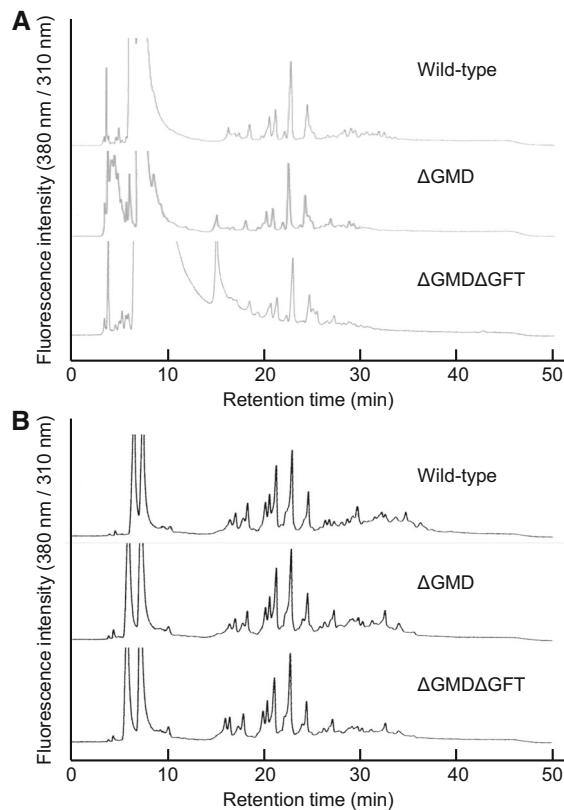 A
Fluorescence intensity (380 nm / 310 nm)
Wild-type
ΔGMD
ΔGMDΔGFT
0 10 20 30 40 50
Retention time (min)
B
Fluorescence intensity (380 nm / 310 nm)
Wild-type
ΔGMD
ΔGMDΔGFT
0 10 20 30 40 50
Retention time (min)